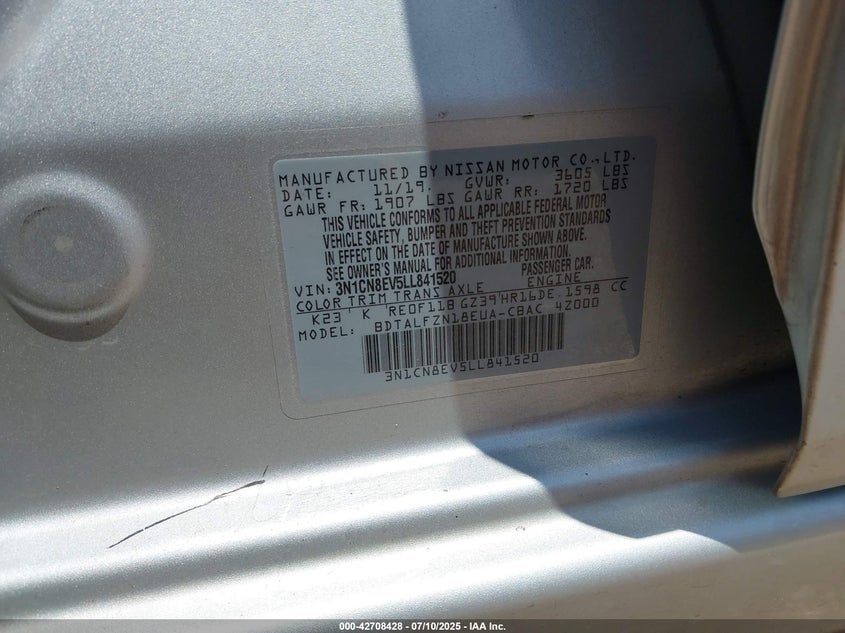 MANUFACTURED BY NISSAN MOTOR CO.,LTD.
DATE: 11/19. GVWR: 3605 LBS
GAWR FR: 1907 LBS GAWR RR: 1720 LBS
THIS VEHICLE CONFORMS TO ALL APPLICABLE FEDERAL MOTOR
VEHICLE SAFETY, BUMPER AND THEFT PREVENTION STANDARDS
IN EFFECT ON THE DATE OF MANUFACTURE SHOWN ABOVE.
SEE OWNER'S MANUAL FOR ADDITIONAL INFORMATION.
VIN: 3N1CN8EV5LL841520 PASSENGER CAR.
COLOR TRIM TRANS AXLE ENGINE
K23 K RE0F11B GZ39 HR16DE 1598 CC
MODEL: BDTALFZN18EUA-CBAC 4Z000
3N1CN8EV5LL841520
000-42708428 - 07/10/2025 - IAA Inc.